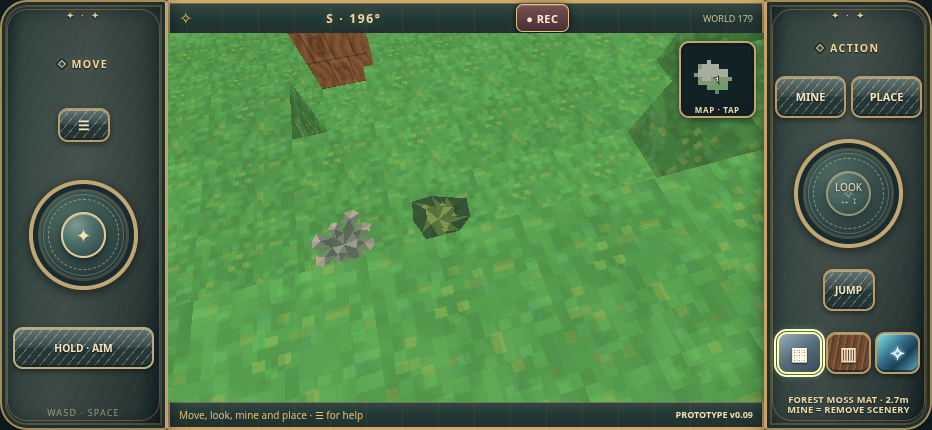 MOVE
☰
HOLD · AIM
WASD · SPACE
S · 196°
● REC
WORLD 179
MAP · TAP
Move, look, mine and place · ☰ for help
PROTOTYPE v0.09
ACTION
MINE
PLACE
LOOK
↔ ↕
JUMP
FOREST MOSS MAT · 2.7m
MINE = REMOVE SCENERY